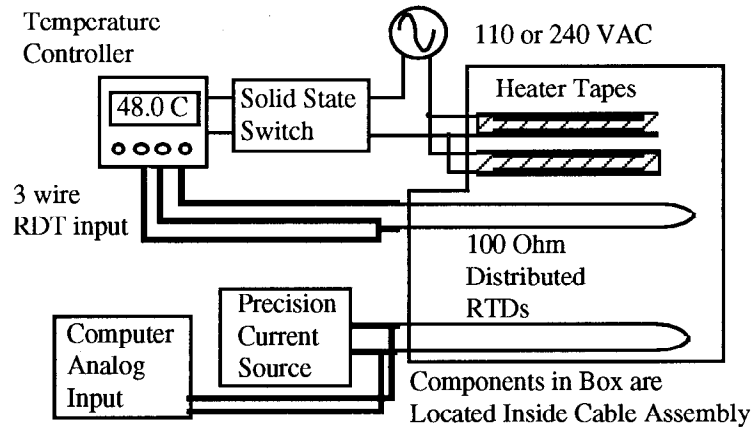 Temperature
Controller
110 or 240 VAC
48.0 C
Solid State
Switch
Heater Tapes
3 wire
RDT input
100 Ohm
Distributed
RTDs
Precision
Current
Source
Computer
Analog
Input
Components in Box are
Located Inside Cable Assembly